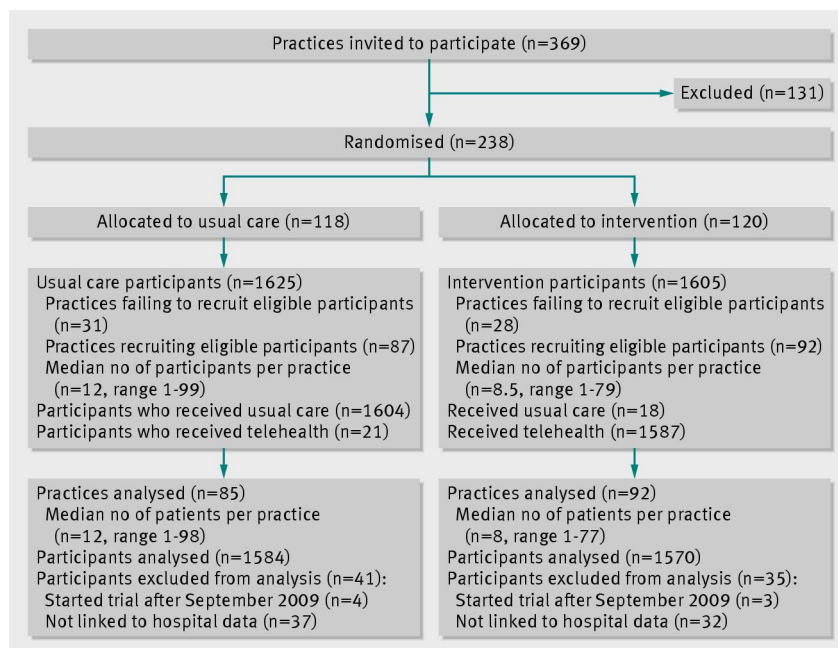 Practices invited to participate (n=369)
Excluded (n=131)
Randomised (n=238)
Allocated to usual care (n=118)
Allocated to intervention (n=120)
Usual care participants (n=1625)
Practices failing to recruit eligible participants
(n=31)
Practices recruiting eligible participants (n=87)
Median no of participants per practice
(n=12, range 1-99)
Participants who received usual care (n=1604)
Participants who received telehealth (n=21)
Intervention participants (n=1605)
Practices failing to recruit eligible participants
(n=28)
Practices recruiting eligible participants (n=92)
Median no of participants per practice
(n=8.5, range 1-79)
Received usual care (n=18)
Received telehealth (n=1587)
Practices analysed (n=85)
Median no of patients per practice
(n=12, range 1-98)
Participants analysed (n=1584)
Participants excluded from analysis (n=41):
Started trial after September 2009 (n=4)
Not linked to hospital data (n=37)
Practices analysed (n=92)
Median no of patients per practice
(n=8, range 1-77)
Participants analysed (n=1570)
Participants excluded from analysis (n=35):
Started trial after September 2009 (n=3)
Not linked to hospital data (n=32)